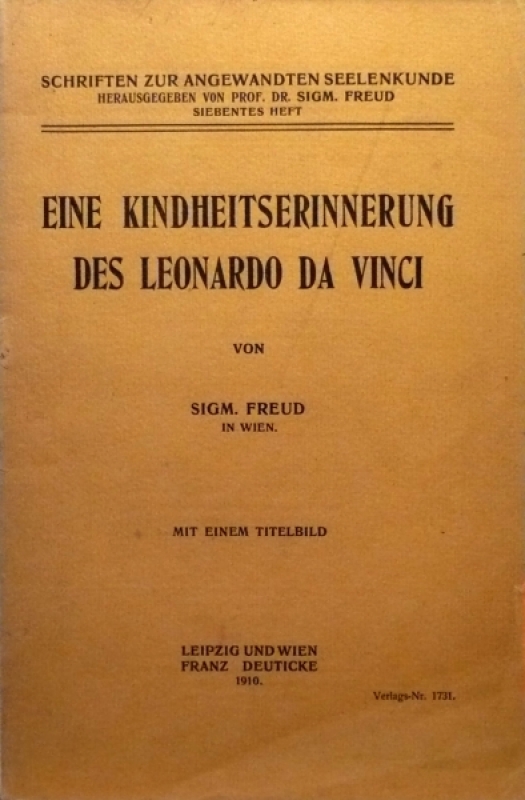 SCHRIFTEN ZUR ANGEWANDTEN SEELENKUNDE
HERAUSGEGEBEN VON PROF. DR. SIGM. FREUD
SIEBENTES HEFT
EINE KINDHEITSERINNERUNG
DES LEONARDO DA VINCI
VON
SIGM. FREUD
IN WIEN.
MIT EINEM TITELBILD
LEIPZIG UND WIEN
FRANZ DEUTICKE
1910.
Verlags-Nr. 1731.